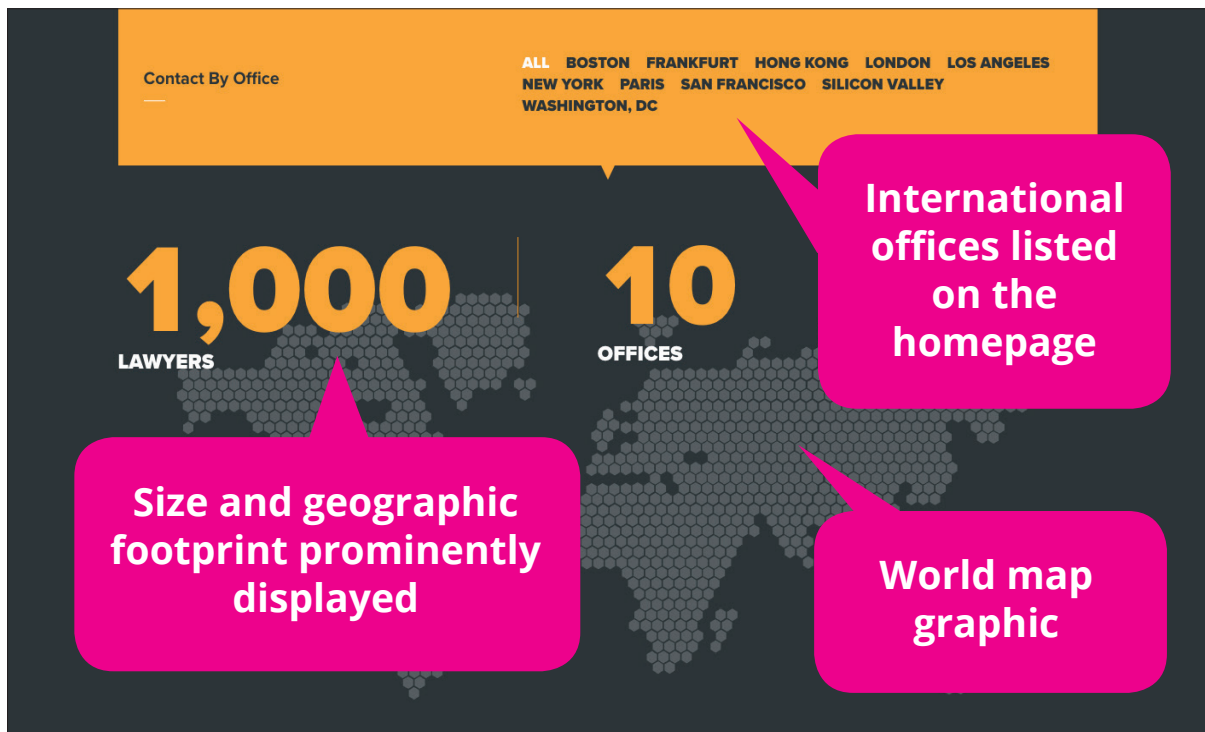 Contact By Office
ALL BOSTON FRANKFURT HONG KONG LONDON LOS ANGELES
NEW YORK PARIS SAN FRANCISCO SILICON VALLEY
WASHINGTON, DC
International
offices listed
on the
homepage
1,000
LAWYERS
10
OFFICES
Size and geographic
footprint prominently
displayed
World map
graphic